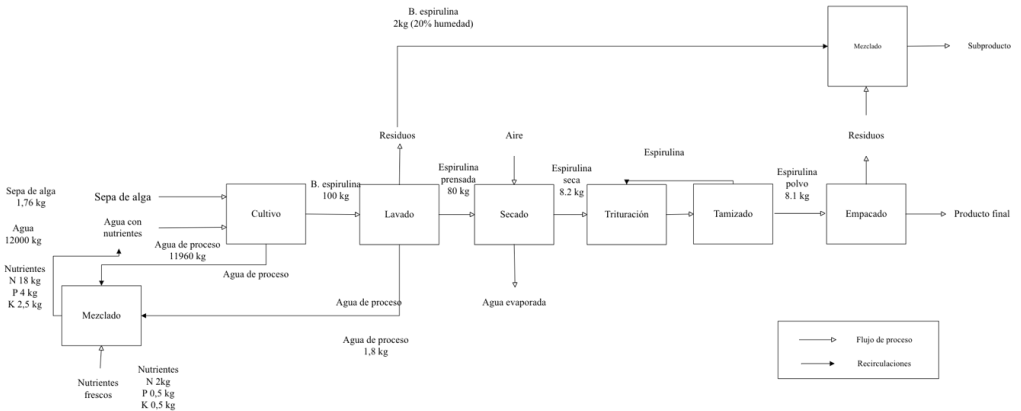 B. espirulina
2kg (20% humedad)
Mezclado
Subproducto
Residuos
Aire
Residuos
Espirulina
Espirulina
prensada
80 kg
Espirulina
seca
8.2 kg
Espirulina
polvo
8.1 kg
Sepa de alga
1,76 kg
Sepa de alga
B. espirulina
100 kg
Cultivo
Lavado
Secado
Trituración
Tamizado
Empacado
Producto final
Agua
12000 kg
Agua con
nutrientes
Agua de proceso
11960 kg
Agua de proceso
Nutrientes
N 18 kg
P 4 kg
K 2,5 kg
Mezclado
Agua de proceso
Agua evaporada
Agua de proceso
1,8 kg
Flujo de proceso
Recirculaciones
Nutrientes
frescos
Nutrientes
N 2kg
P 0,5 kg
K 0,5 kg